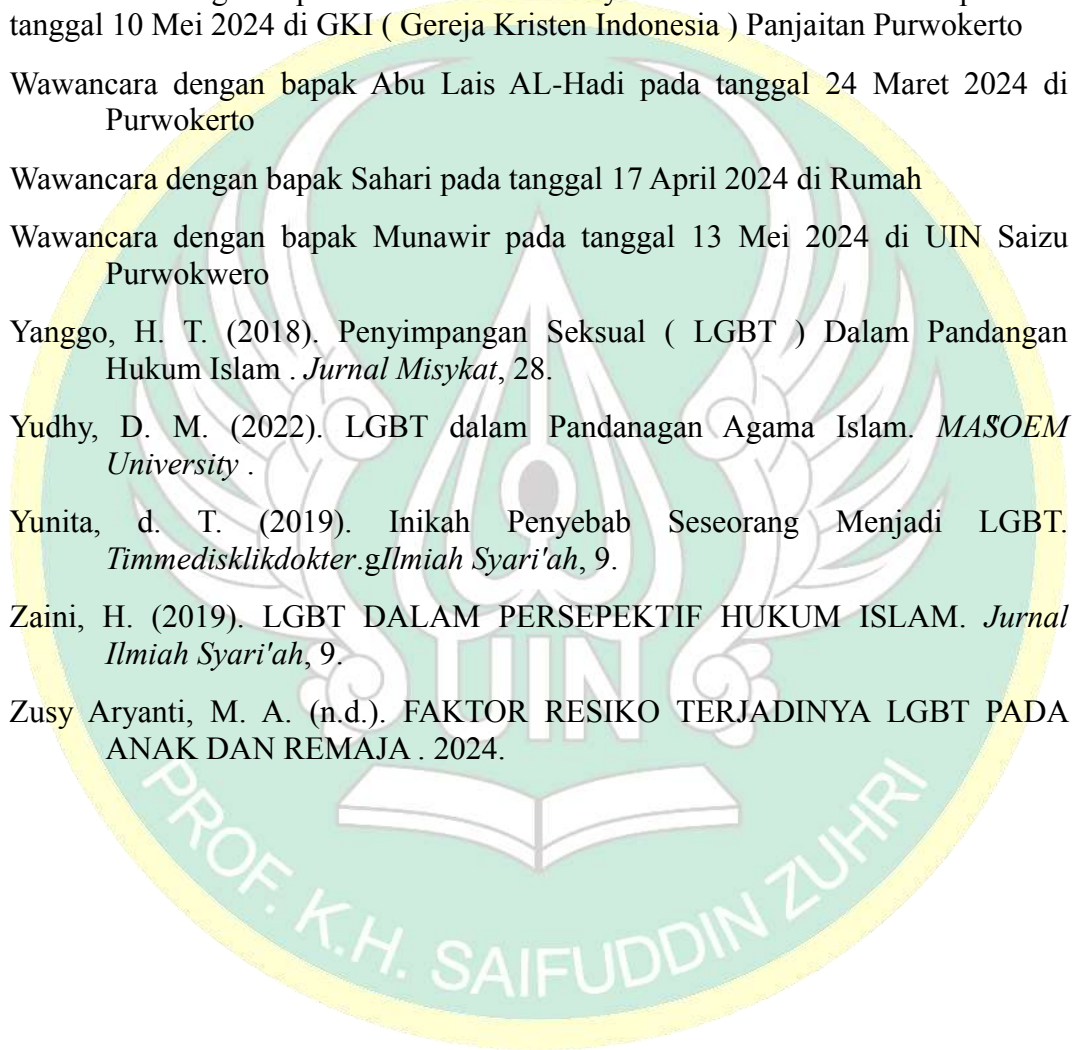 tanggal 10 Mei 2024 di GKI ( Gereja Kristen Indonesia ) Panjaitan Purwokerto
Wawancara dengan bapak Abu Lais AL-Hadi pada tanggal 24 Maret 2024 di
Purwokerto
Wawancara dengan bapak Sahari pada tanggal 17 April 2024 di Rumah
Wawancara dengan bapak Munawir pada tanggal 13 Mei 2024 di UIN Saizu
Purwokwero
Yanggo, H. T. (2018). Penyimpangan Seksual ( LGBT ) Dalam Pandangan
Hukum Islam . Jurnal Misykat, 28.
Yudhy, D. M. (2022). LGBT dalam Pandanagan Agama Islam. MASOEM
University .
Yunita, d. T. (2019). Inikah Penyebab Seseorang Menjadi LGBT.
Timmedisklikdokter.gIlmiah Syari'ah, 9.
Zaini, H. (2019). LGBT DALAM PERSEPEKTIF HUKUM ISLAM. Jurnal
Ilmiah Syari'ah, 9.
Zusy Aryanti, M. A. (n.d.). FAKTOR RESIKO TERJADINYA LGBT PADA
ANAK DAN REMAJA . 2024.
UIN
PROF. K.H. SAIFUDDIN ZUHRI